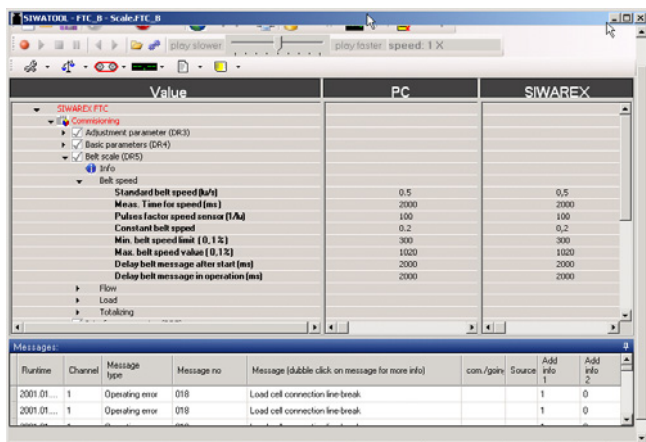 SIWATOOL - FTC_B - Scale.FTC_B
play slower play faster speed: 1 X
Value PC SIWAREX
SIWAREX FTC
Commisioning
Adjustment parameter (DR3)
Basic parameters (DR4)
Belt scale (DR5)
Info
Belt speed
Standard belt speed (lu/s) 0.5 0,5
Meas. Time for speed (ms) 2000 2000
Pulses factor speed sensor (1/lu) 100 100
Constant belt spped 0.2 0,2
Min. belt speed limit ( 0,1%) 300 300
Max. belt speed value ( 0,1%) 1020 1020
Delay belt message after start (ms) 2000 2000
Delay belt message in operation (ms) 2000 2000
Flow
Load
Totalizing
Messages:
Runtime Channel Message type Message no Message (dubble click on message for more info) com./goin Source Add info 1 Add info 2
2001.01.... 1 Operating error 018 Load cell connection line-break 1 0
2001.01.... 1 Operating error 018 Load cell connection line-break 1 0